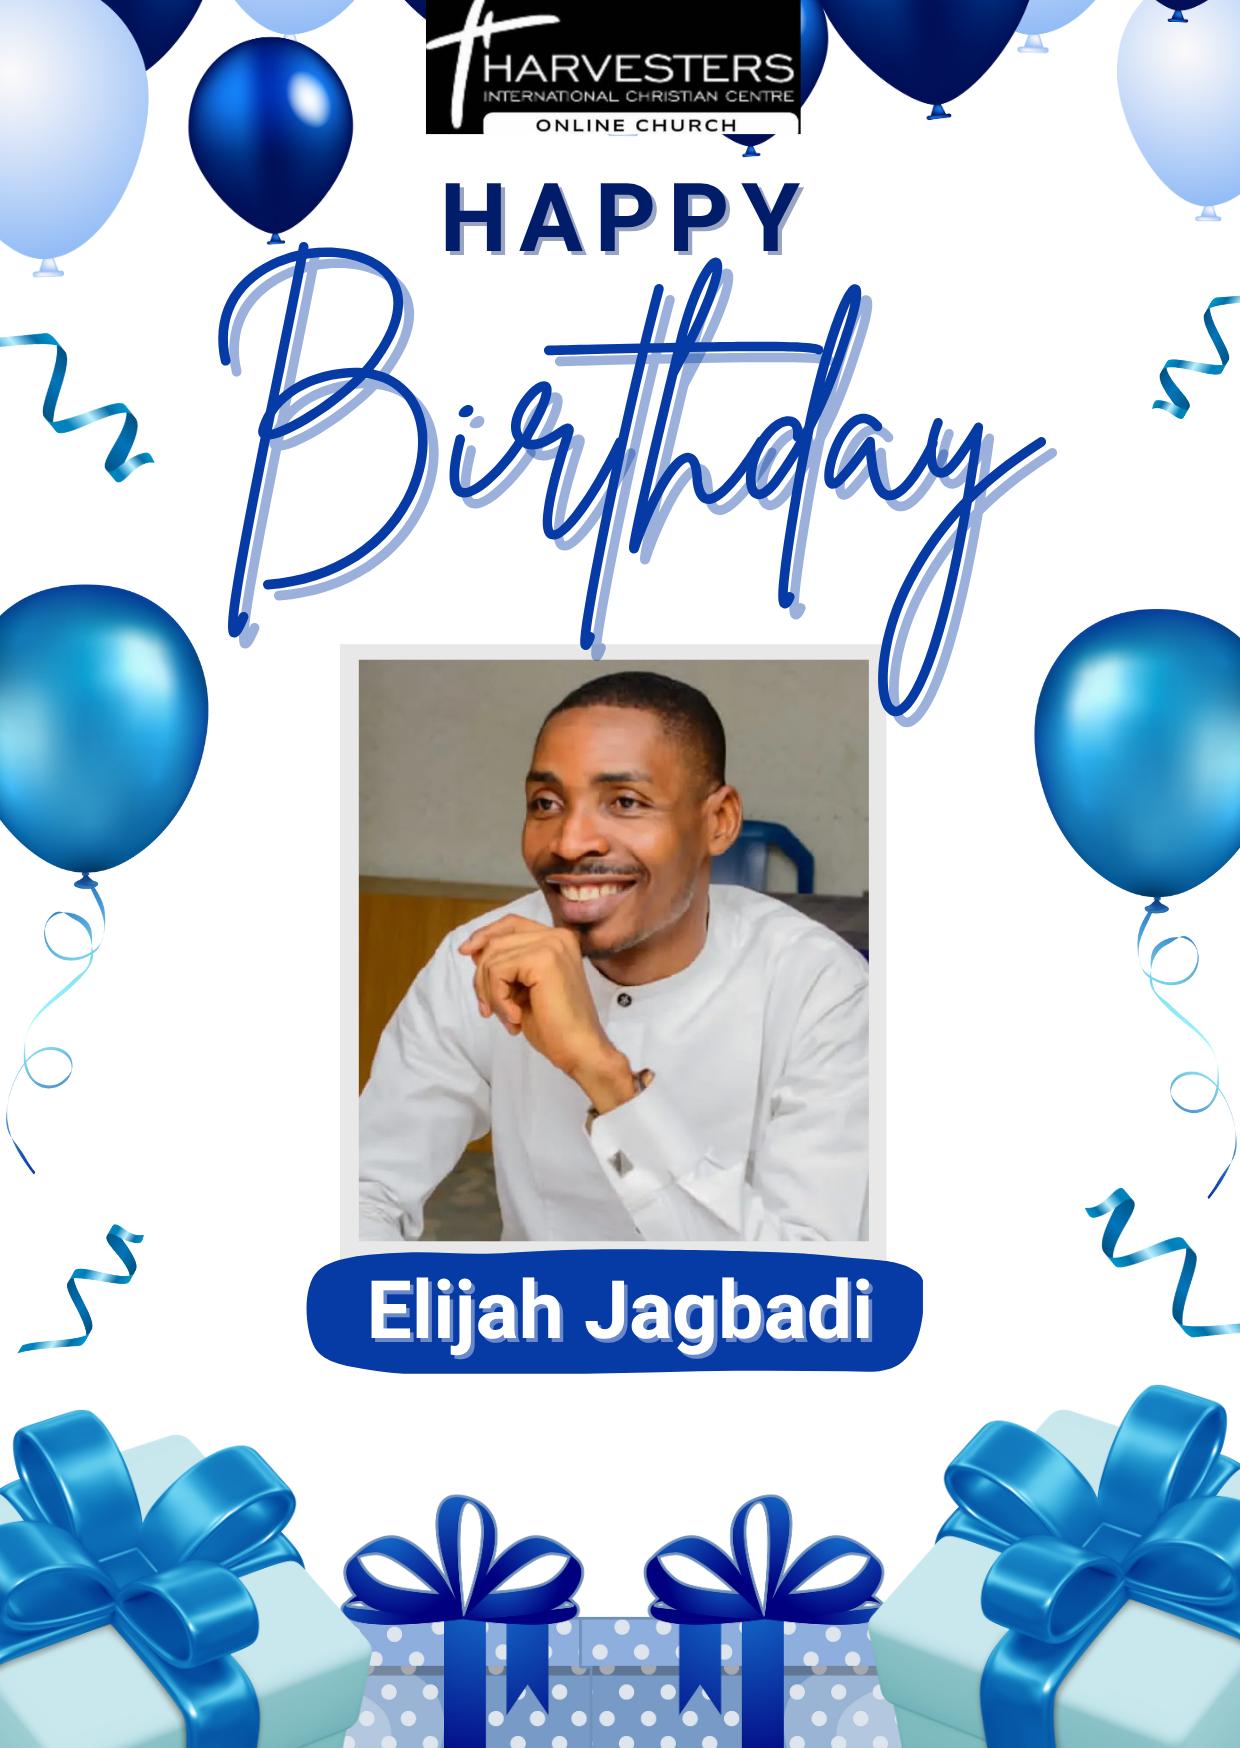 HARVESTERS
INTERNATIONAL CHRISTIAN CENTRE
ONLINE CHURCH
HAPPY
Birthday
Elijah Jagbadi